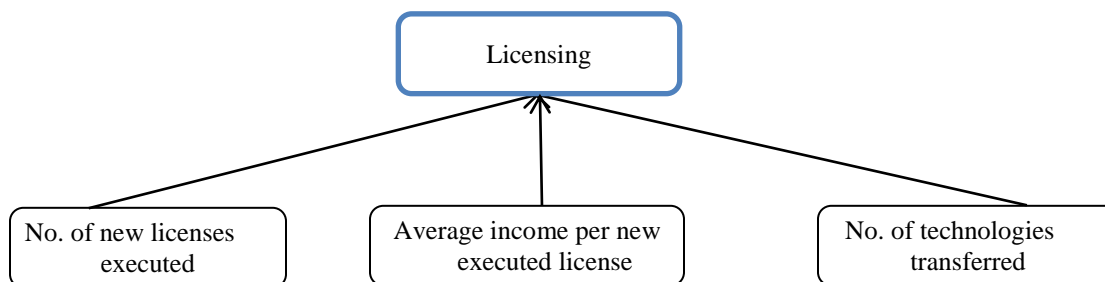 Licensing
No. of new licenses
executed
Average income per new
executed license
No. of technologies
transferred